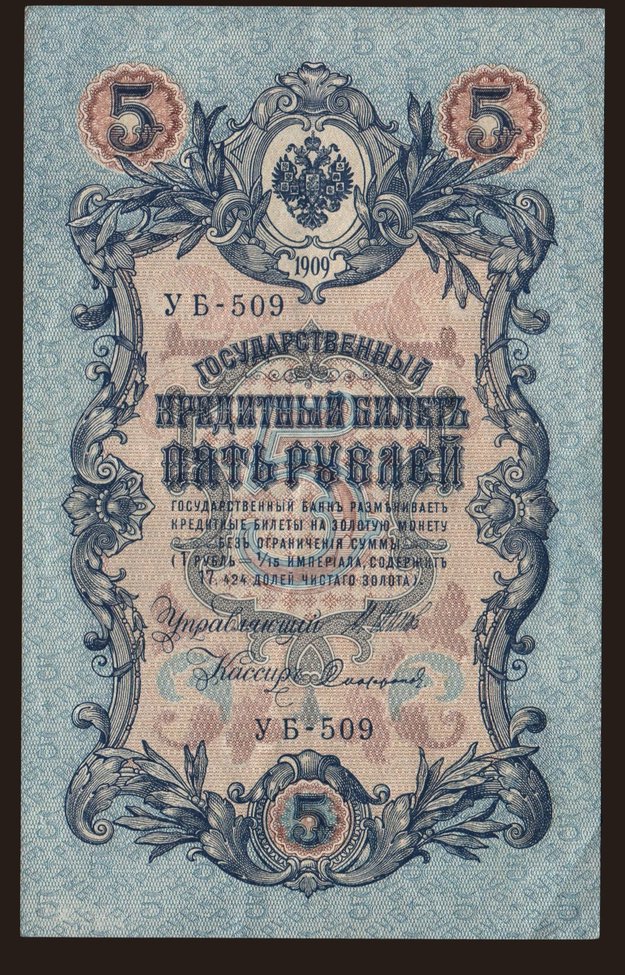 5 5
1909
УБ-509
ГОСУДАРСТВЕННЫЙ
КРЕДИТНЫЙ БИЛЕТЪ
ПЯТЬ РУБЛЕЙ
ГОСУДАРСТВЕННЫЙ БАНКЪ РАЗМѢНИВАЕТЪ
КРЕДИТНЫЕ БИЛЕТЫ НА ЗОЛОТУЮ МОНЕТУ
БЕЗЪ ОГРАНИЧЕНІЯ СУММЫ
(1 РУБЛЬ = 1/15 ИМПЕРІАЛА, СОДЕРЖИТЪ
17,424 ДОЛЕЙ ЧИСТАГО ЗОЛОТА).
Управляющій
Кассиръ
УБ-509
5